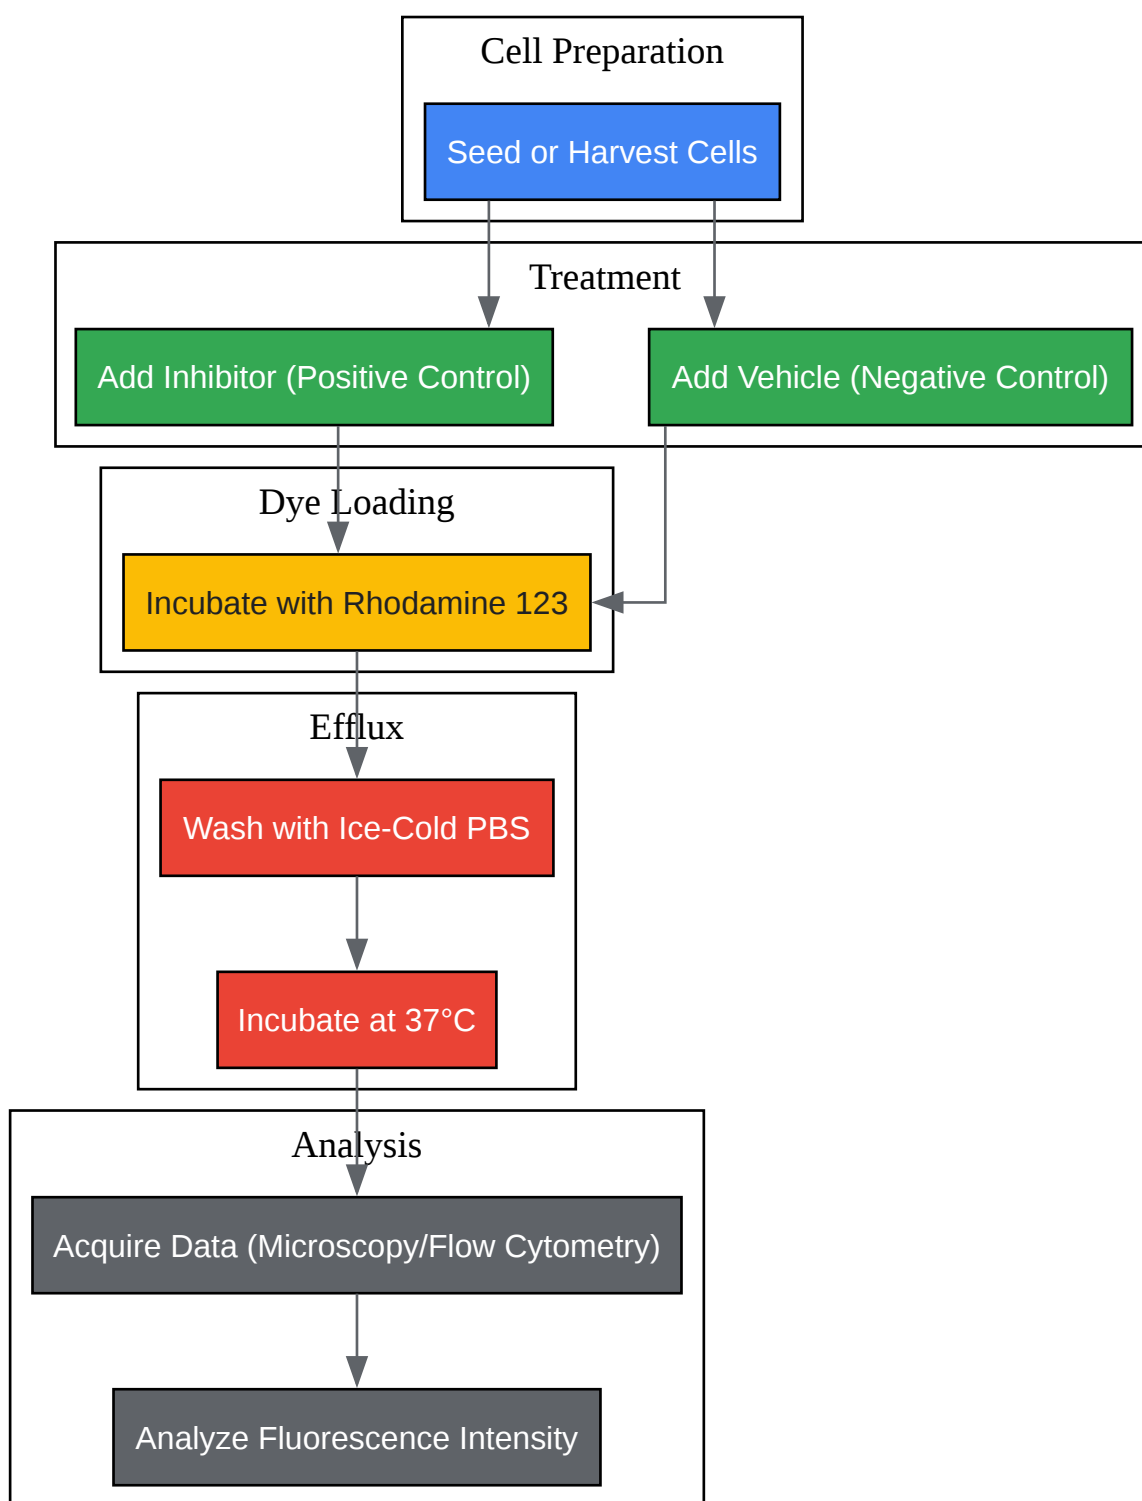 Cell Preparation
Seed or Harvest Cells
Treatment
Add Inhibitor (Positive Control)
Add Vehicle (Negative Control)
Dye Loading
Incubate with Rhodamine 123
Efflux
Wash with Ice-Cold PBS
Incubate at 37°C
Analysis
Acquire Data (Microscopy/Flow Cytometry)
Analyze Fluorescence Intensity